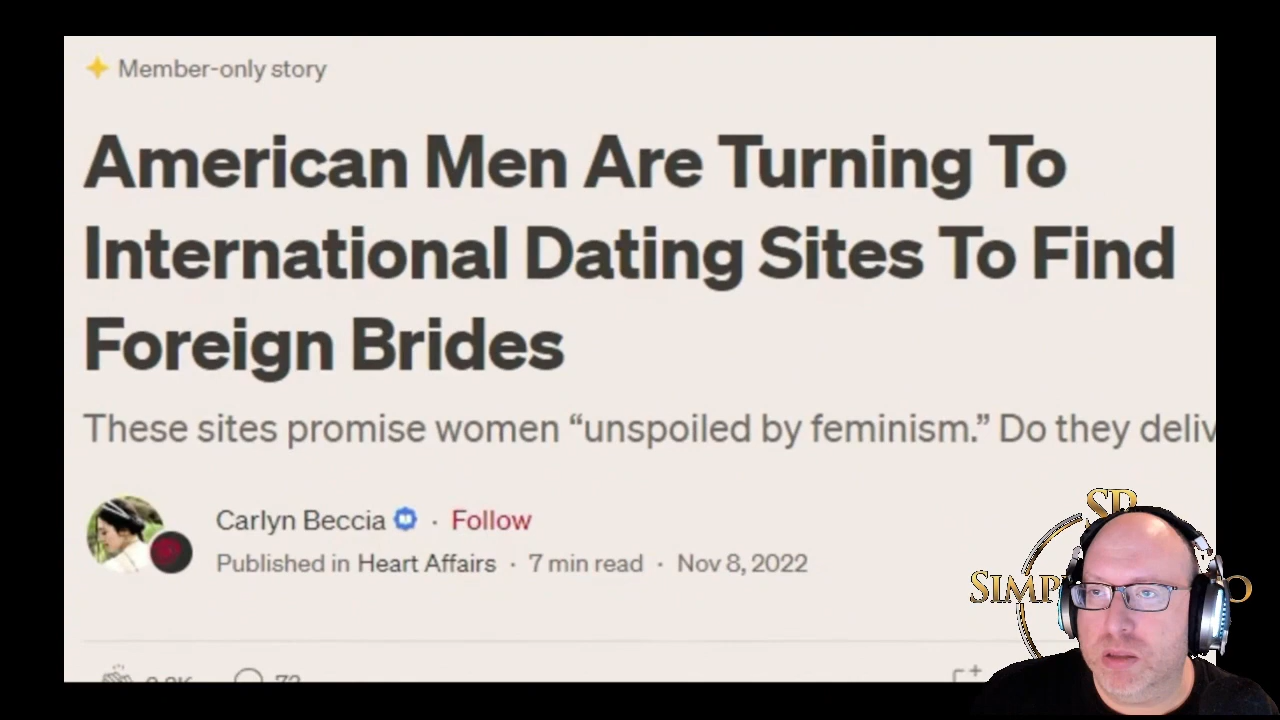 Member-only story
American Men Are Turning To
International Dating Sites To Find
Foreign Brides
These sites promise women “unspoiled by feminism.” Do they deliv
Carlyn Beccia · Follow
Published in Heart Affairs · 7 min read · Nov 8, 2022
SP